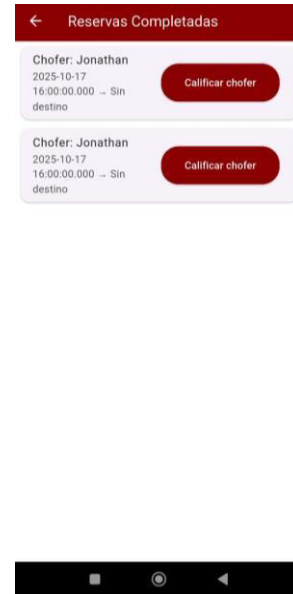 Reservas Completadas
Chofer: Jonathan
2025-10-17
16:00:00.000 → Sin
destino
Calificar chofer
Chofer: Jonathan
2025-10-17
16:00:00.000 → Sin
destino
Calificar chofer